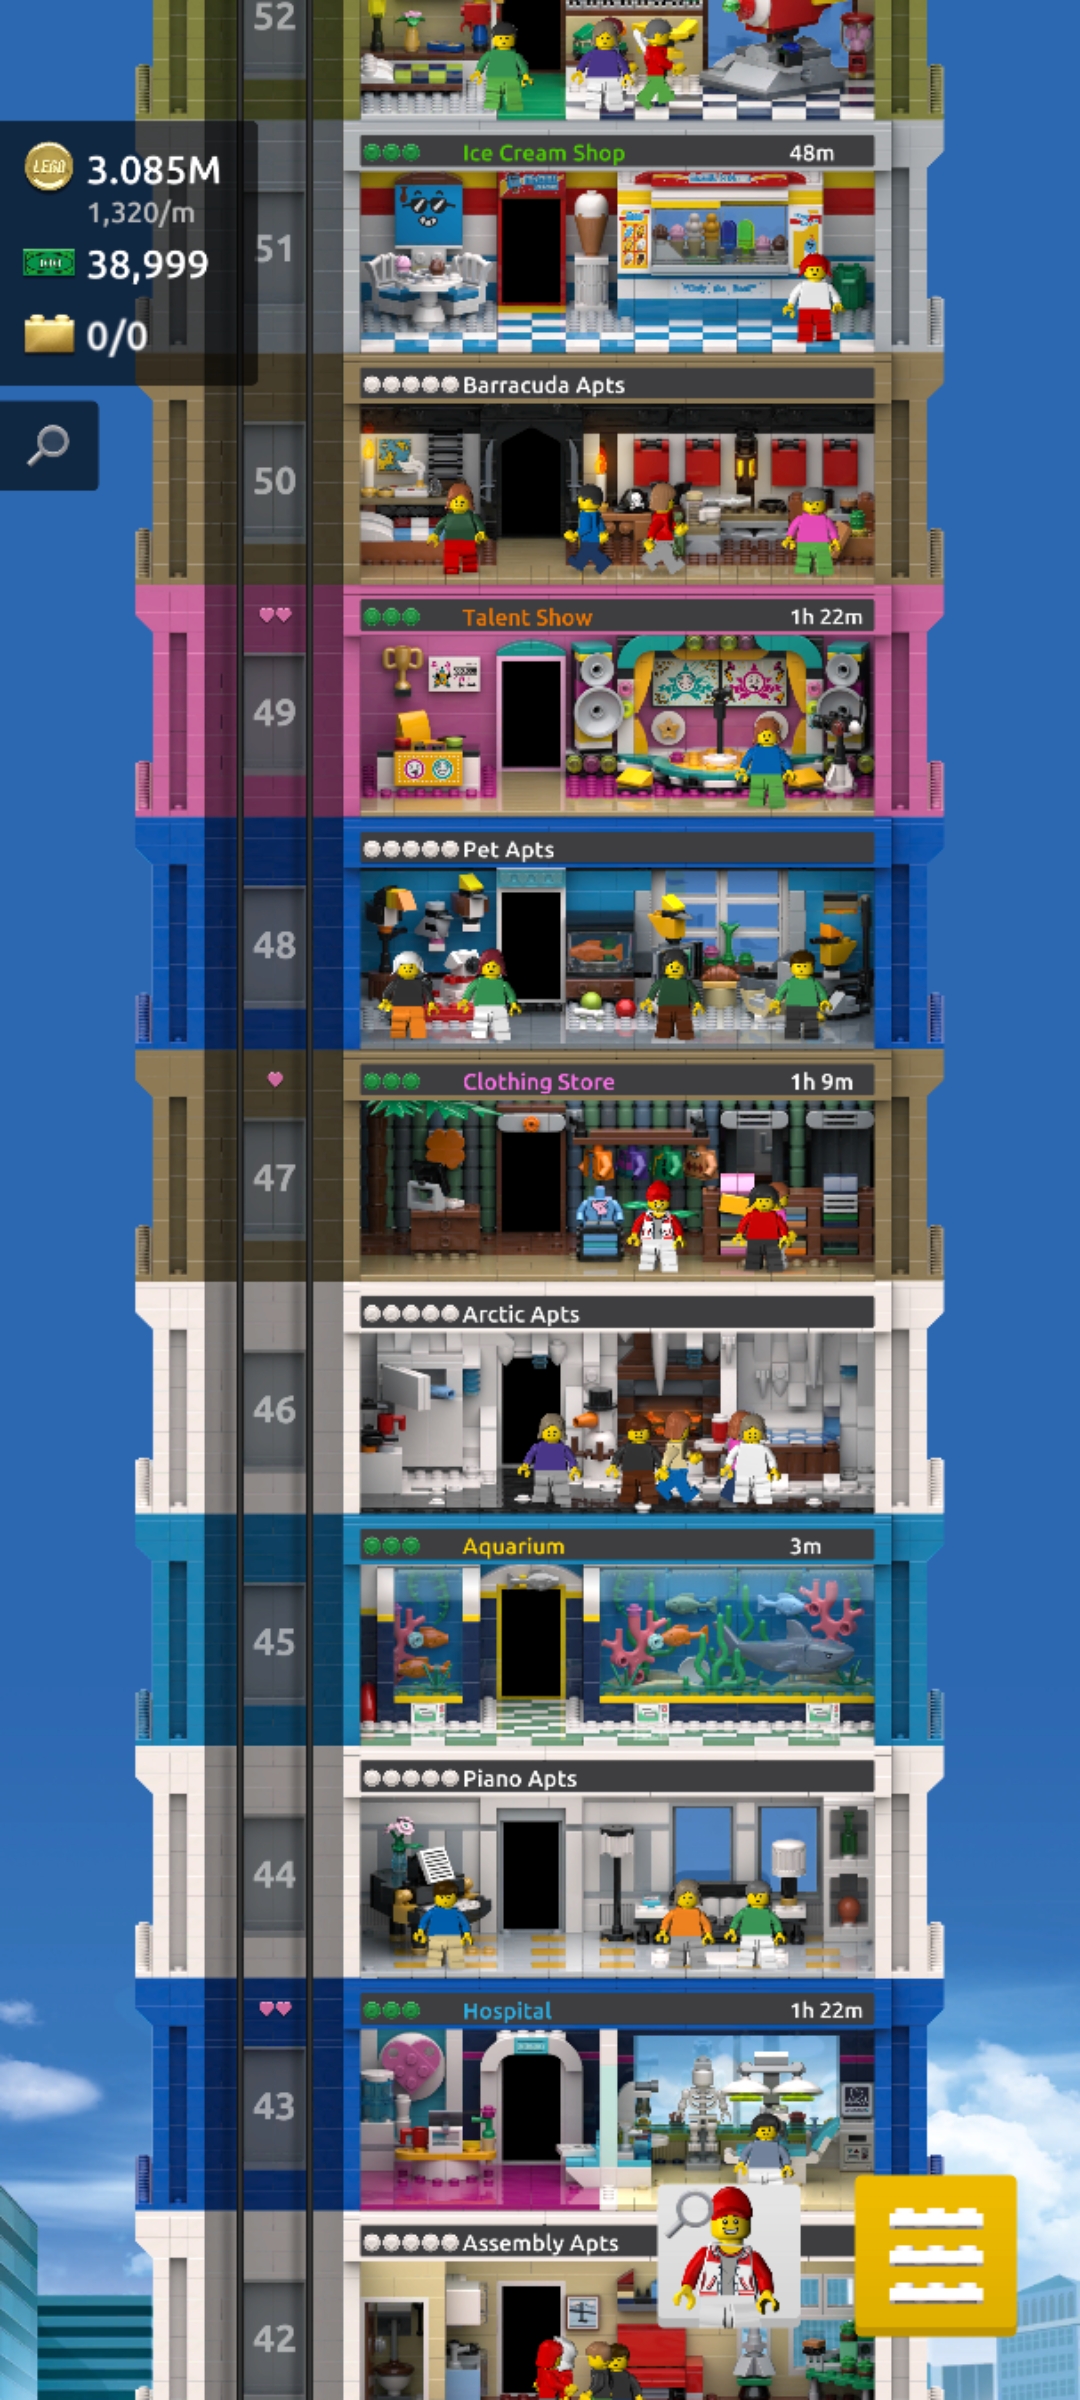 52
Ice Cream Shop 48m
LEGO 3.085M
1,320/m
38,999
51
0/0
Barracuda Apts
50
Talent Show 1h 22m
49
Pet Apts
48
Clothing Store 1h 9m
47
Arctic Apts
46
Aquarium 3m
45
Piano Apts
44
Hospital 1h 22m
43
Assembly Apts
42